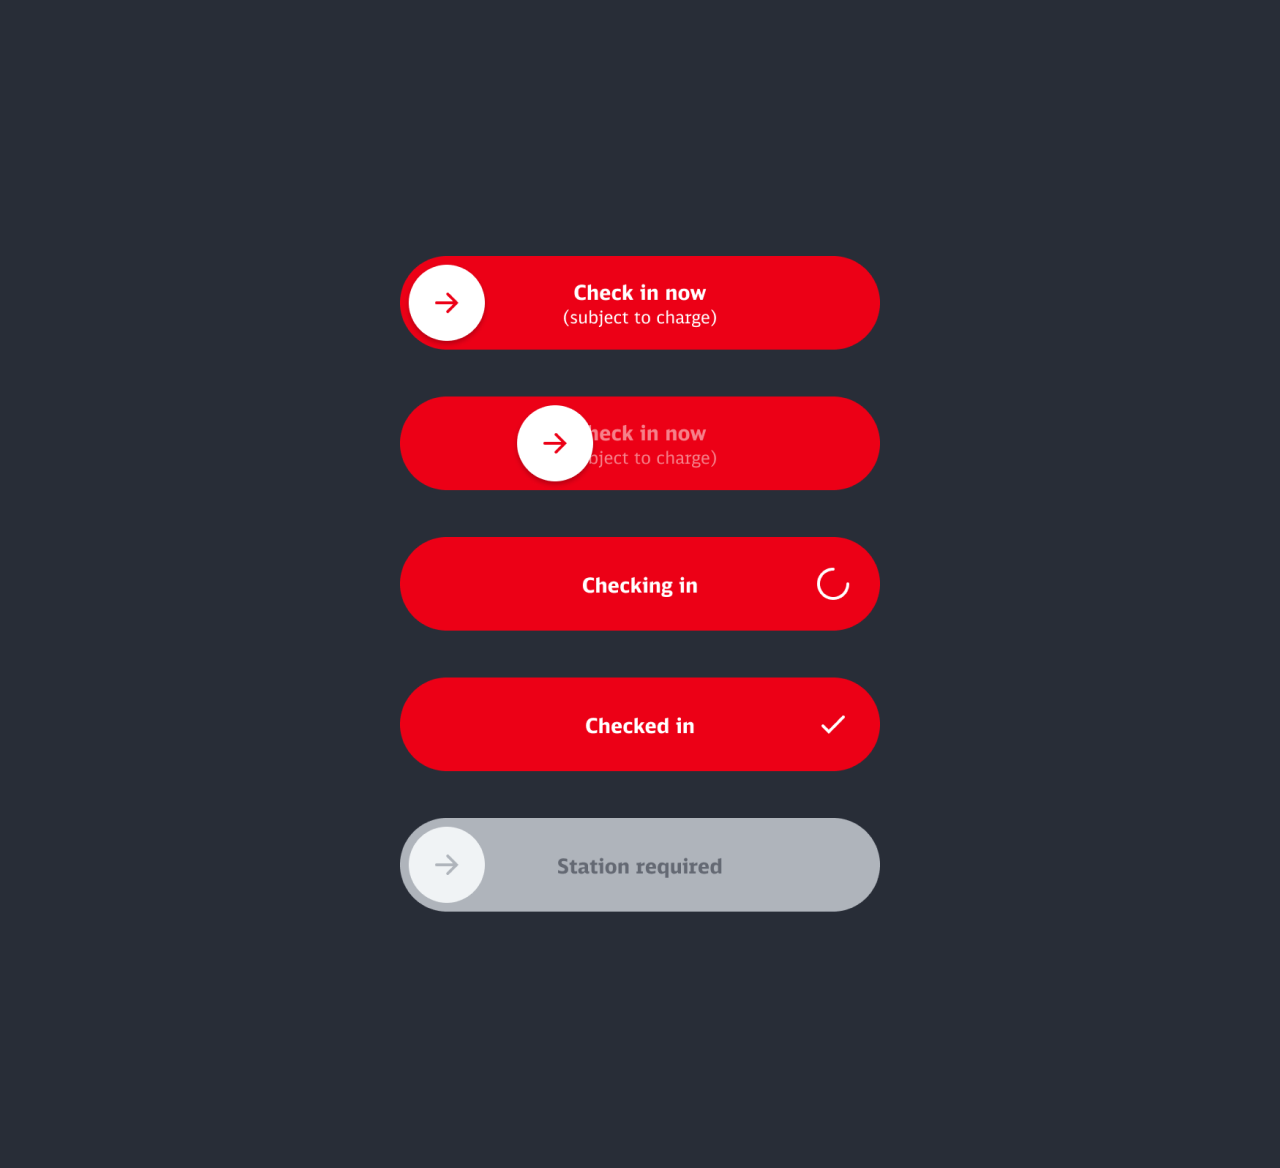 Check in now
(subject to charge)
heck in now
bject to charge)
Checking in
Checked in
Station required